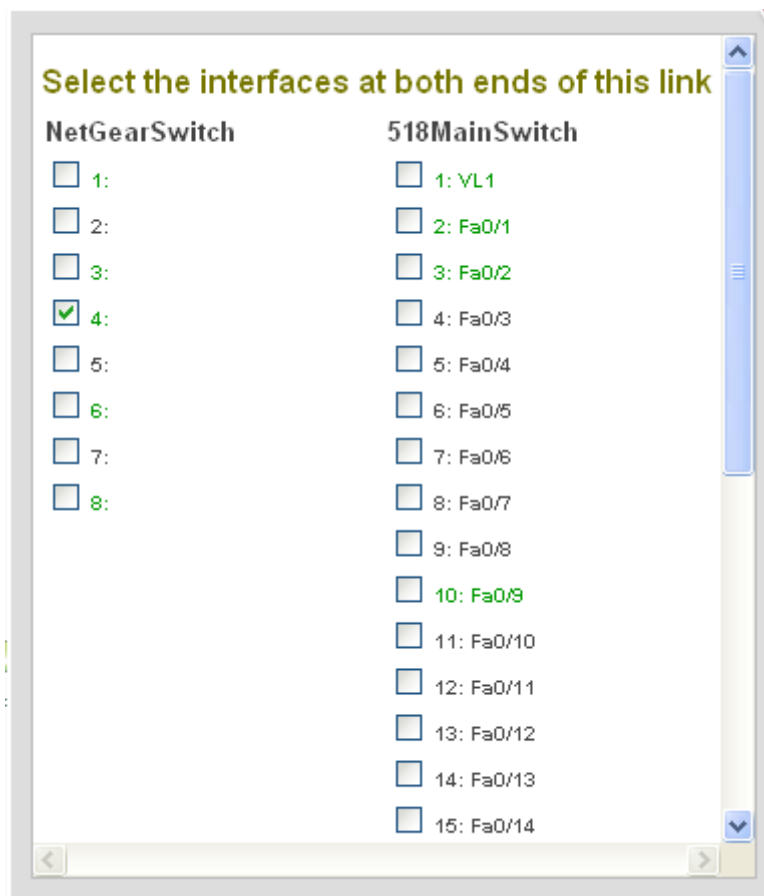 Select the interfaces at both ends of this link
NetGearSwitch 518MainSwitch
1: 1: VL1
2: 2: Fa0/1
3: 3: Fa0/2
4: 4: Fa0/3
5: 5: Fa0/4
6: 6: Fa0/5
7: 7: Fa0/6
8: 8: Fa0/7
9: Fa0/8
10: Fa0/9
11: Fa0/10
12: Fa0/11
13: Fa0/12
14: Fa0/13
15: Fa0/14